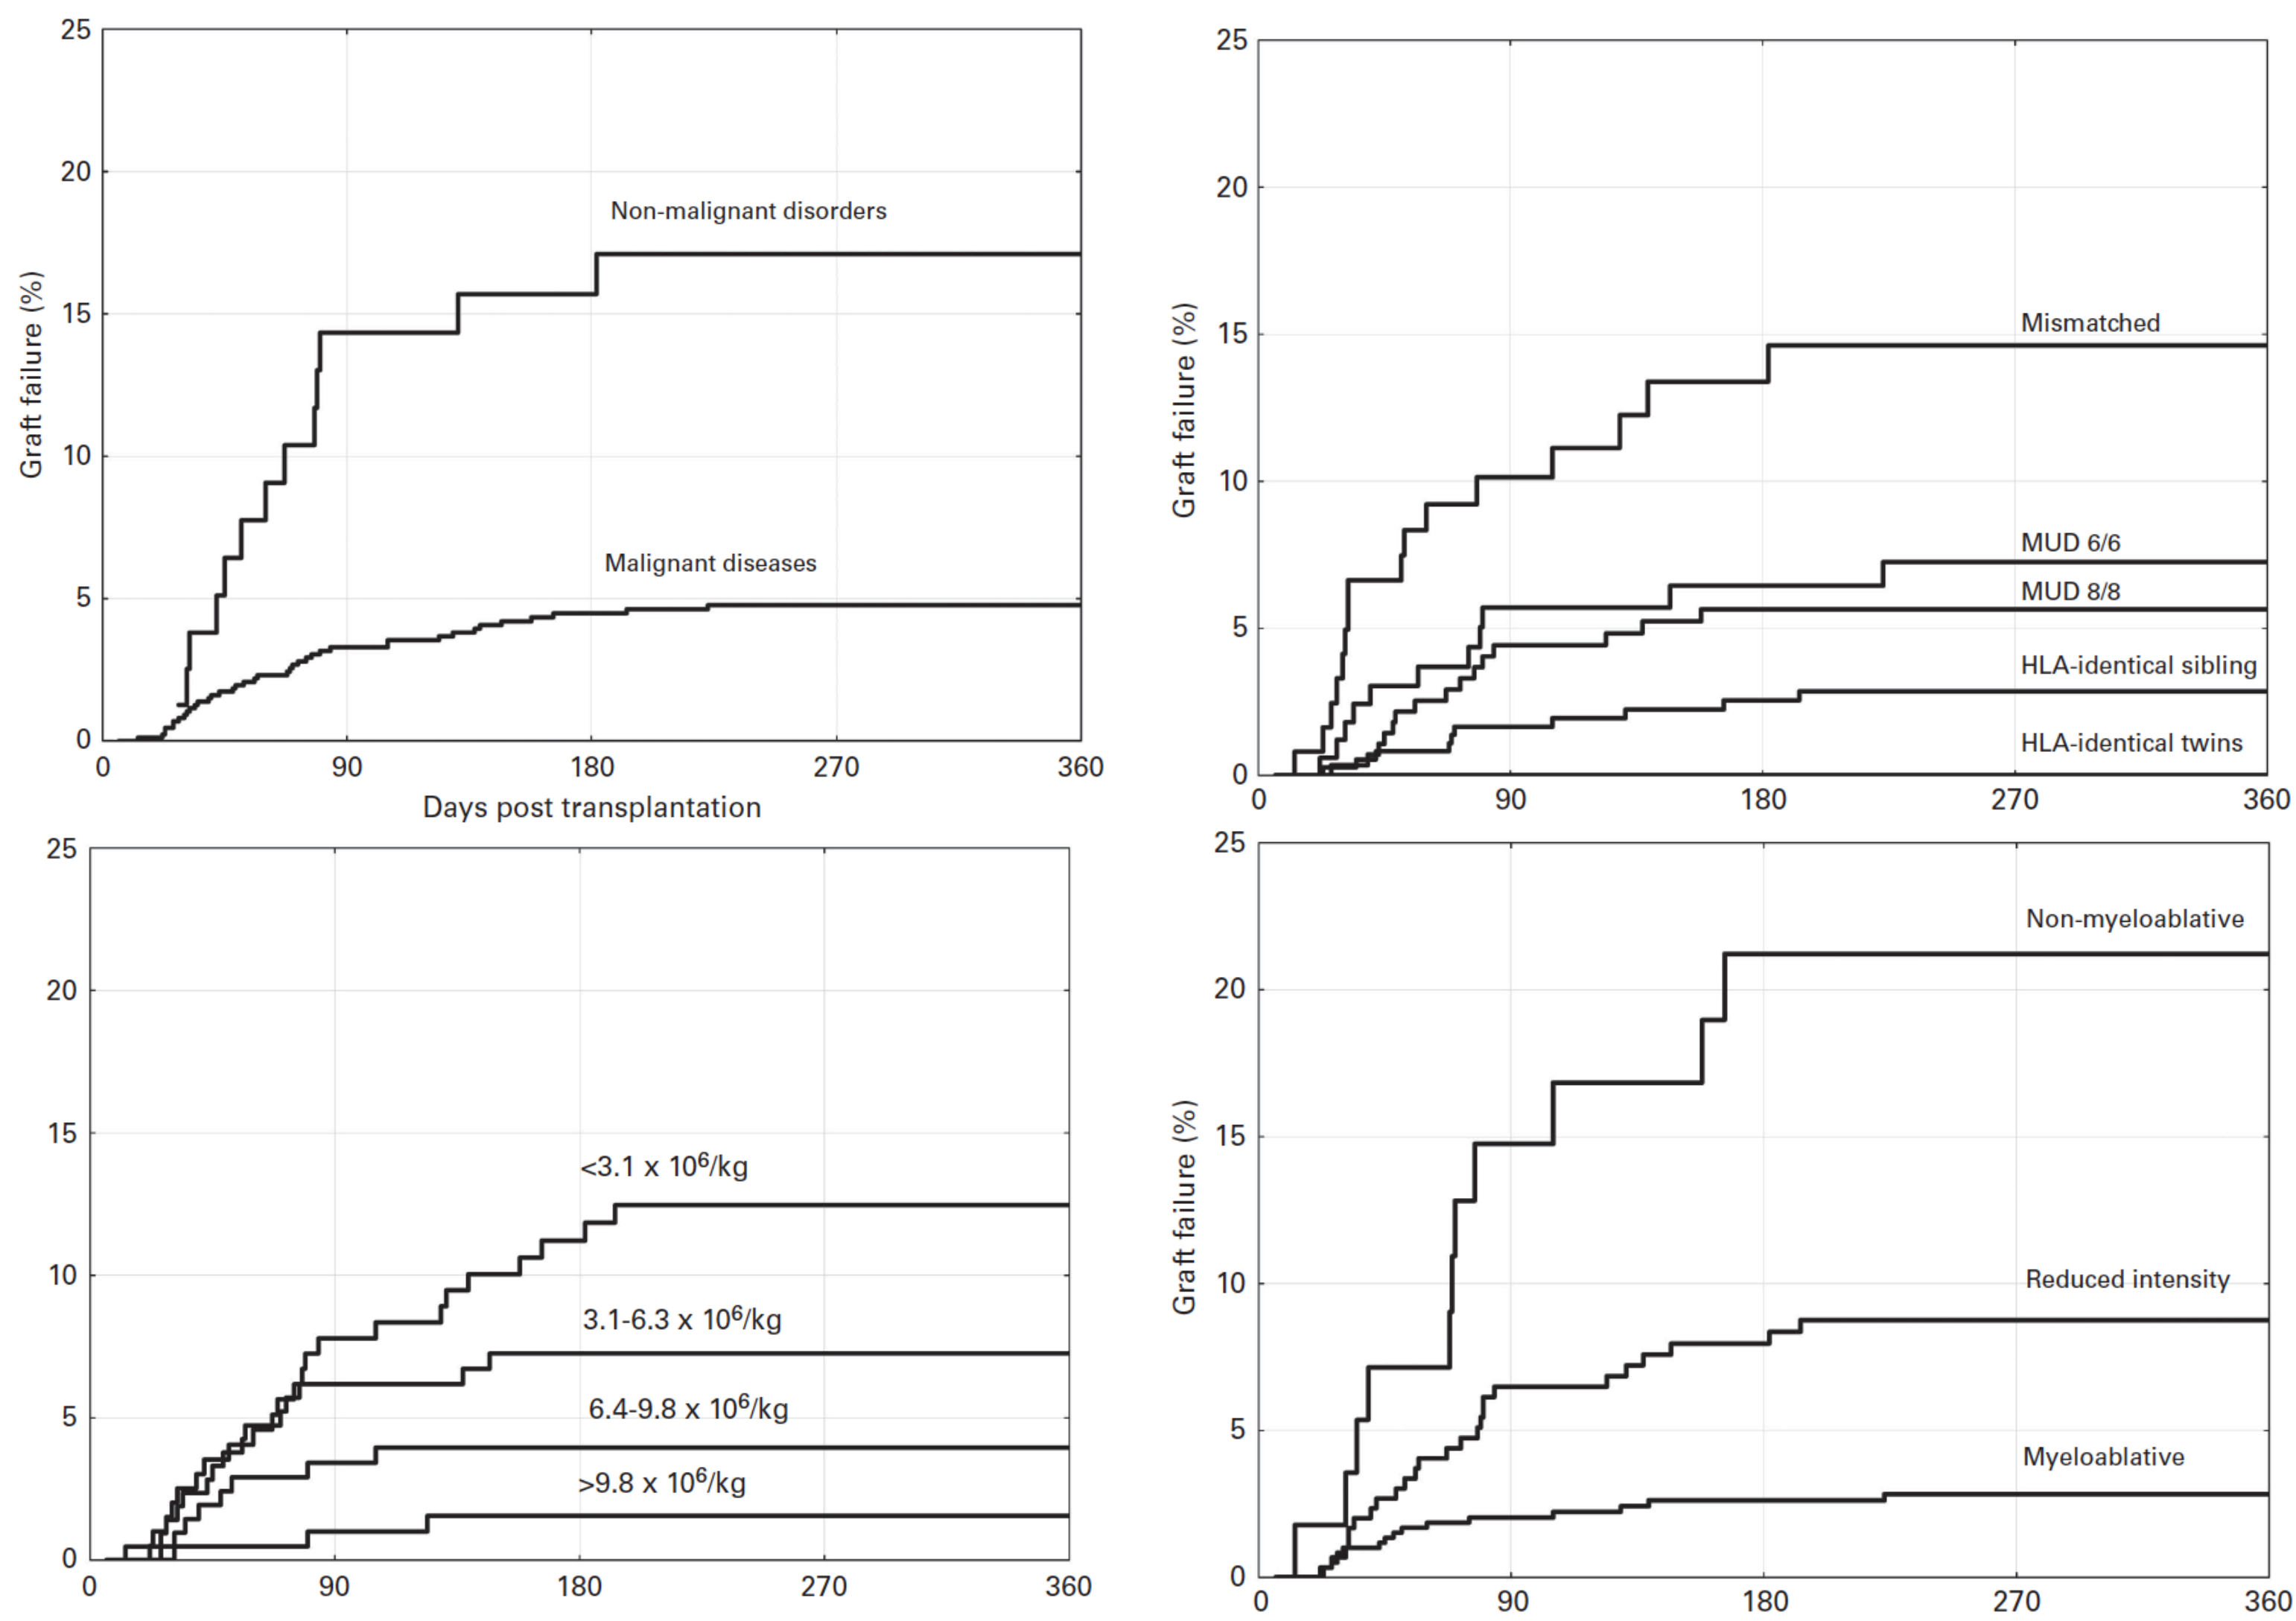 25
20
15
10
5
0
Graft failure (%)
Non-malignant disorders
Malignant diseases
0 90 180 270 360
Days post transplantation
25
20
15
10
5
0
Graft failure (%)
Mismatched
MUD 6/6
MUD 8/8
HLA-identical sibling
HLA-identical twins
0 90 180 270 360
25
20
15
10
5
0
<3.1 x 10⁶/kg
3.1-6.3 x 10⁶/kg
6.4-9.8 x 10⁶/kg
>9.8 x 10⁶/kg
0 90 180 270 360
25
20
15
10
5
0
Graft failure (%)
Non-myeloablative
Reduced intensity
Myeloablative
0 90 180 270 360